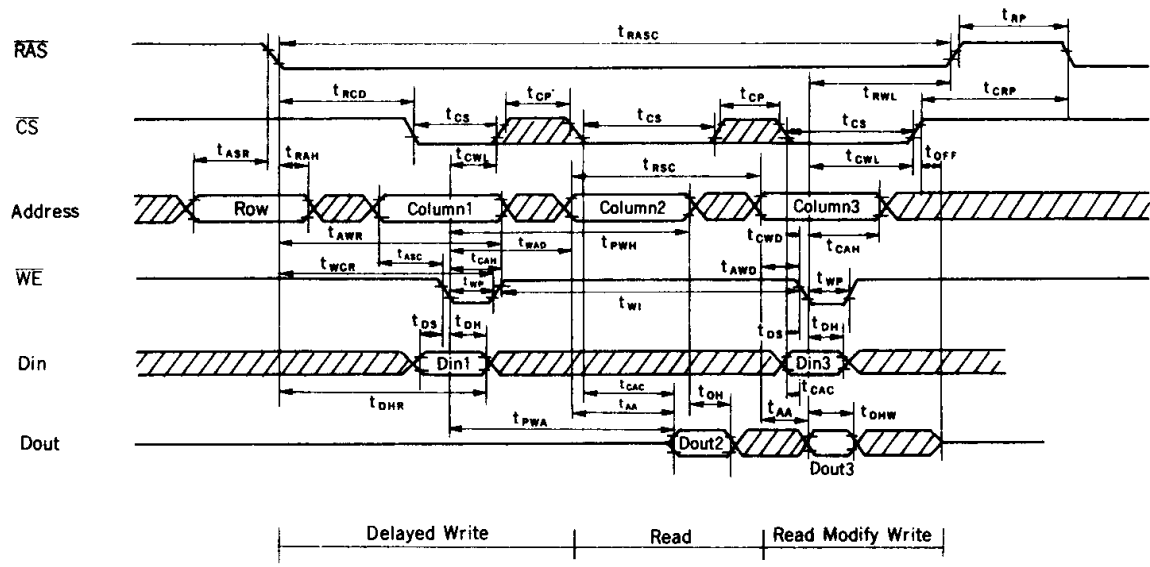 tRP
tRASC
RAS
tRCD
tRWL
tCRP
tCP
tCP
tCS
tCS
tCS
CS
tASR
tRAH
tCWL
tRSC
tCWL
tOFF
Address
Row
Column1
Column2
Column3
tAWR
tWAD
tPWH
tCWD
tCAH
tASC
tCAH
tAWD
tWCR
WE
tWP
tWP
tWI
tDS
tDH
tDS
tDH
Din
Din1
Din3
tCAC
tOH
tCAC
tDHR
tAA
tAA
tDHW
tPWA
Dout
Dout2
Dout3
Delayed Write
Read
Read Modify Write